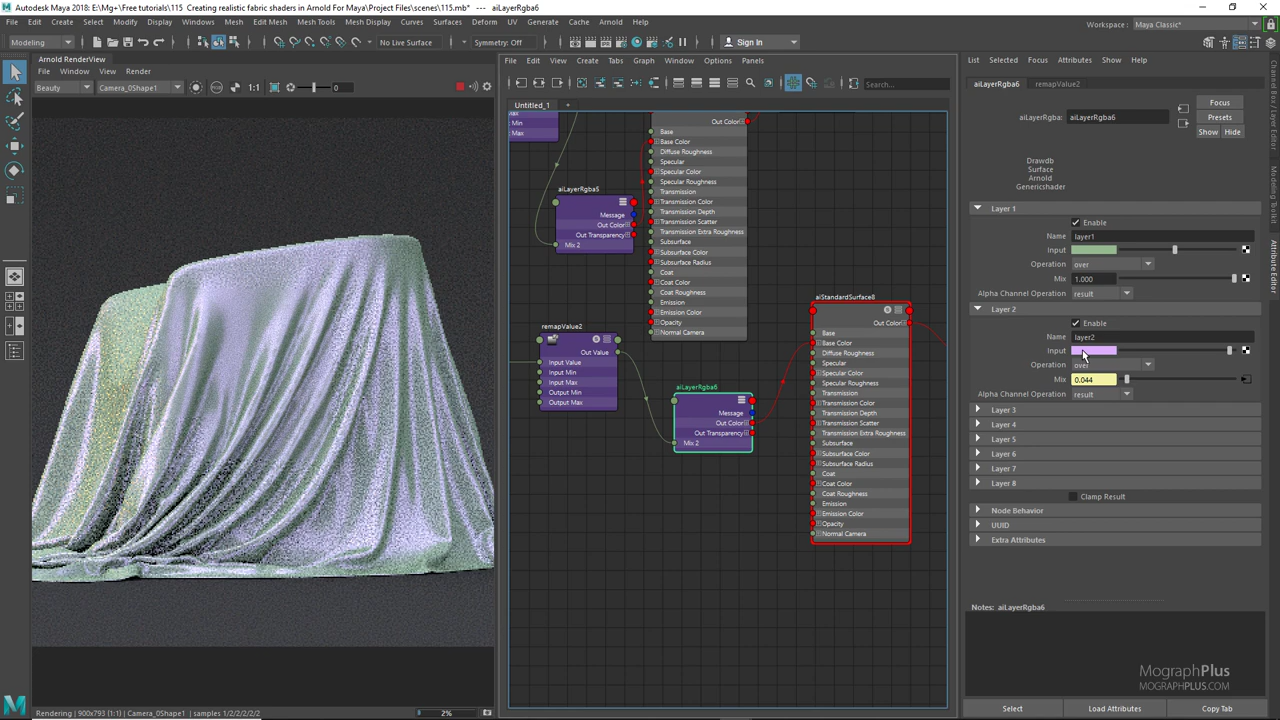 Autodesk Maya 2018: E:\Mg+\Free tutorials\115 Creating realistic fabric shaders in Arnold For Maya\Project Files\scenes\115.mb* --- aiLayerRgba6
File Edit Create Select Modify Display Windows Mesh Edit Mesh Mesh Tools Mesh Display Curves Surfaces Deform UV Generate Cache Arnold Help
Workspace : Maya Classic*
Modeling No Live Surface Symmetry: Off Sign In
Arnold RenderView
File Window View Render
Beauty Camera_0Shape1 1:1 0
File Edit View Create Tabs Graph Window Options Panels
Search...
Untitled_1 +
Max
Min
Max
Out Color
Base
Base Color
Diffuse Roughness
Specular
Specular Color
Specular Roughness
Transmission
Transmission Color
Transmission Depth
Transmission Scatter
Transmission Extra Roughness
Subsurface
Subsurface Color
Subsurface Radius
Coat
Coat Color
Coat Roughness
Emission
Emission Color
Opacity
Normal Camera
aiLayerRgba5
Message
Out Color
Out Transparency
Mix 2
remapValue2
Out Value
Input Value
Input Min
Input Max
Output Min
Output Max
aiLayerRgba6
Message
Out Color
Out Transparency
Mix 2
aiStandardSurface8
Out Color
Base
Base Color
Diffuse Roughness
Specular
Specular Color
Specular Roughness
Transmission
Transmission Color
Transmission Depth
Transmission Scatter
Transmission Extra Roughness
Subsurface
Subsurface Color
Subsurface Radius
Coat
Coat Color
Coat Roughness
Emission
Emission Color
Opacity
Normal Camera
List Selected Focus Attributes Show Help
aiLayerRgba6 remapValue2
aiLayerRgba: aiLayerRgba6
Focus
Presets
Show Hide
Drawdb
Surface
Arnold
Genericshader
Layer 1
Enable
Name layer1
Input
Operation over
Mix 1.000
Alpha Channel Operation result
Layer 2
Enable
Name layer2
Input
Operation over
Mix 0.044
Alpha Channel Operation result
Layer 3
Layer 4
Layer 5
Layer 6
Layer 7
Layer 8
Clamp Result
Node Behavior
UUID
Extra Attributes
Notes: aiLayerRgba6
MographPlus
MOGRAPHPLUS.COM
Select Load Attributes Copy Tab
Channel Box / Layer Editor
Modeling Toolkit
Attribute Editor
Rendering | 900x793 (1:1) | Camera_0Shape1 | samples 1/2/2/2/2/2
2%